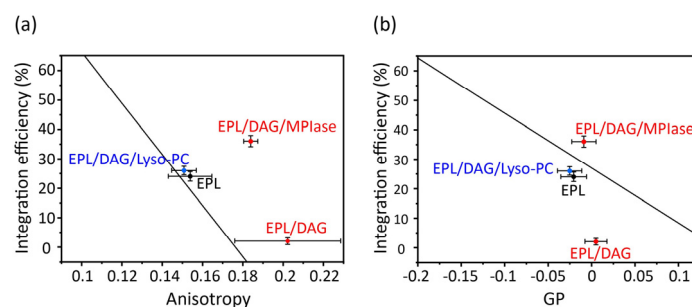 (a)
(b)
Integration efficiency (%)
60
50
40
30
20
10
0
EPL/DAG/MPIase
EPL/DAG/Lyso-PC
EPL
EPL/DAG
0.1
0.12
0.14
0.16
0.18
0.2
0.22
Anisotropy
Integration efficiency (%)
60
50
40
30
20
10
0
EPL/DAG/MPIase
EPL/DAG/Lyso-PC
EPL
EPL/DAG
-0.2
-0.15
-0.1
-0.05
0
0.05
0.1
GP